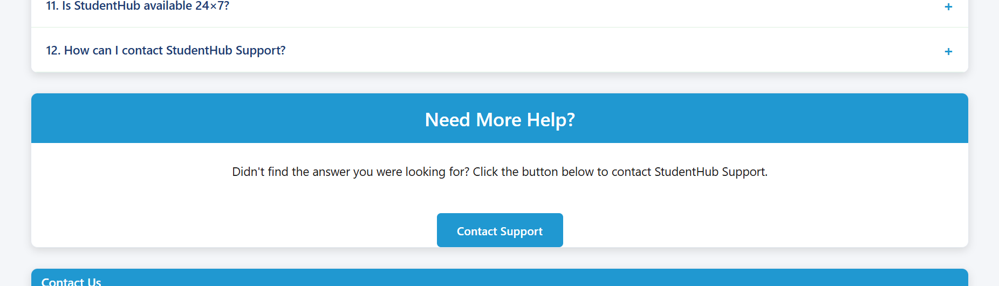 11. Is StudentHub available 24×7?
+
12. How can I contact StudentHub Support?
+
Need More Help?
Didn't find the answer you were looking for? Click the button below to contact StudentHub Support.
Contact Support
Contact Us